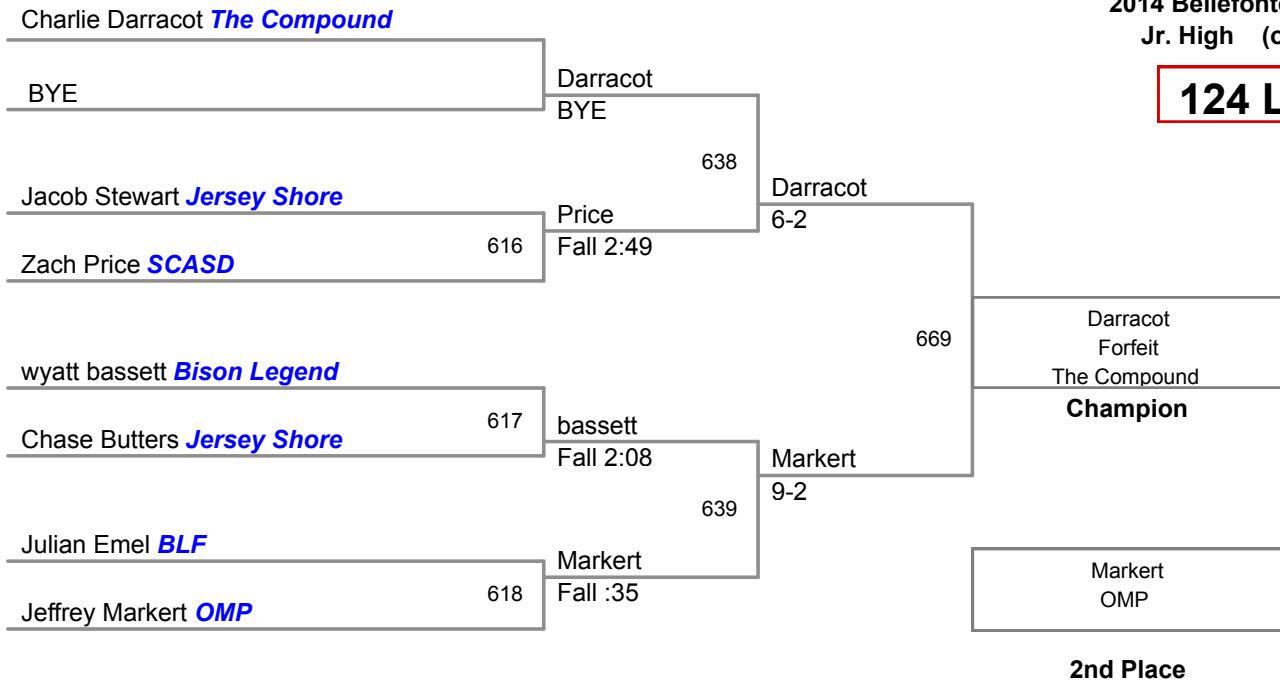 2014 Bellefonte
Jr. High (
124 L
Charlie Darracot The Compound
BYE
Darracot
BYE
638
Jacob Stewart Jersey Shore
Zach Price SCASD
616
Price
Fall 2:49
Darracot
6-2
669
Darracot
Forfeit
The Compound
Champion
wyatt bassett Bison Legend
Chase Butters Jersey Shore
617
bassett
Fall 2:08
639
Markert
9-2
Julian Emel BLF
Jeffrey Markert OMP
618
Markert
Fall :35
Markert
OMP
2nd Place